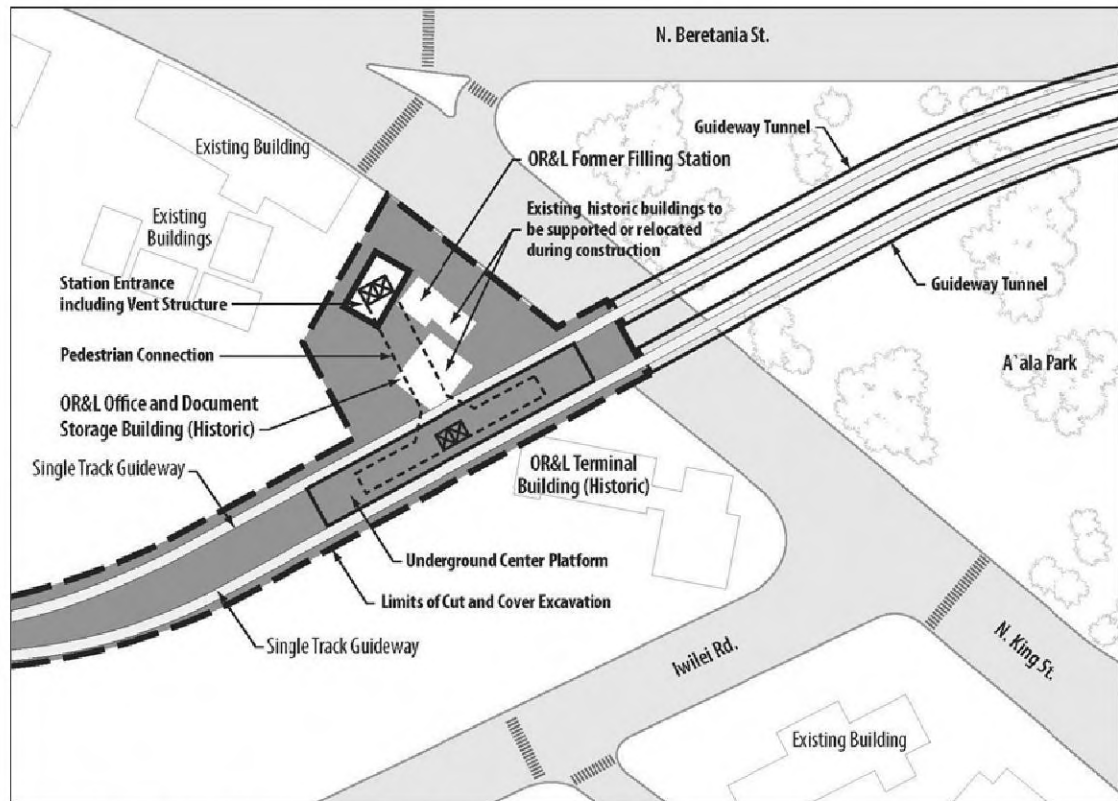 N. Beretania St.
Guideway Tunnel
Existing Building
OR&L Former Filling Station
Existing historic buildings to
be supported or relocated
during construction
Existing
Buildings
Station Entrance
including Vent Structure
Guideway Tunnel
Pedestrian Connection
A`ala Park
OR&L Office and Document
Storage Building (Historic)
OR&L Terminal
Building (Historic)
Single Track Guideway
Underground Center Platform
Limits of Cut and Cover Excavation
Single Track Guideway
Iwilei Rd.
N. King St.
Existing Building